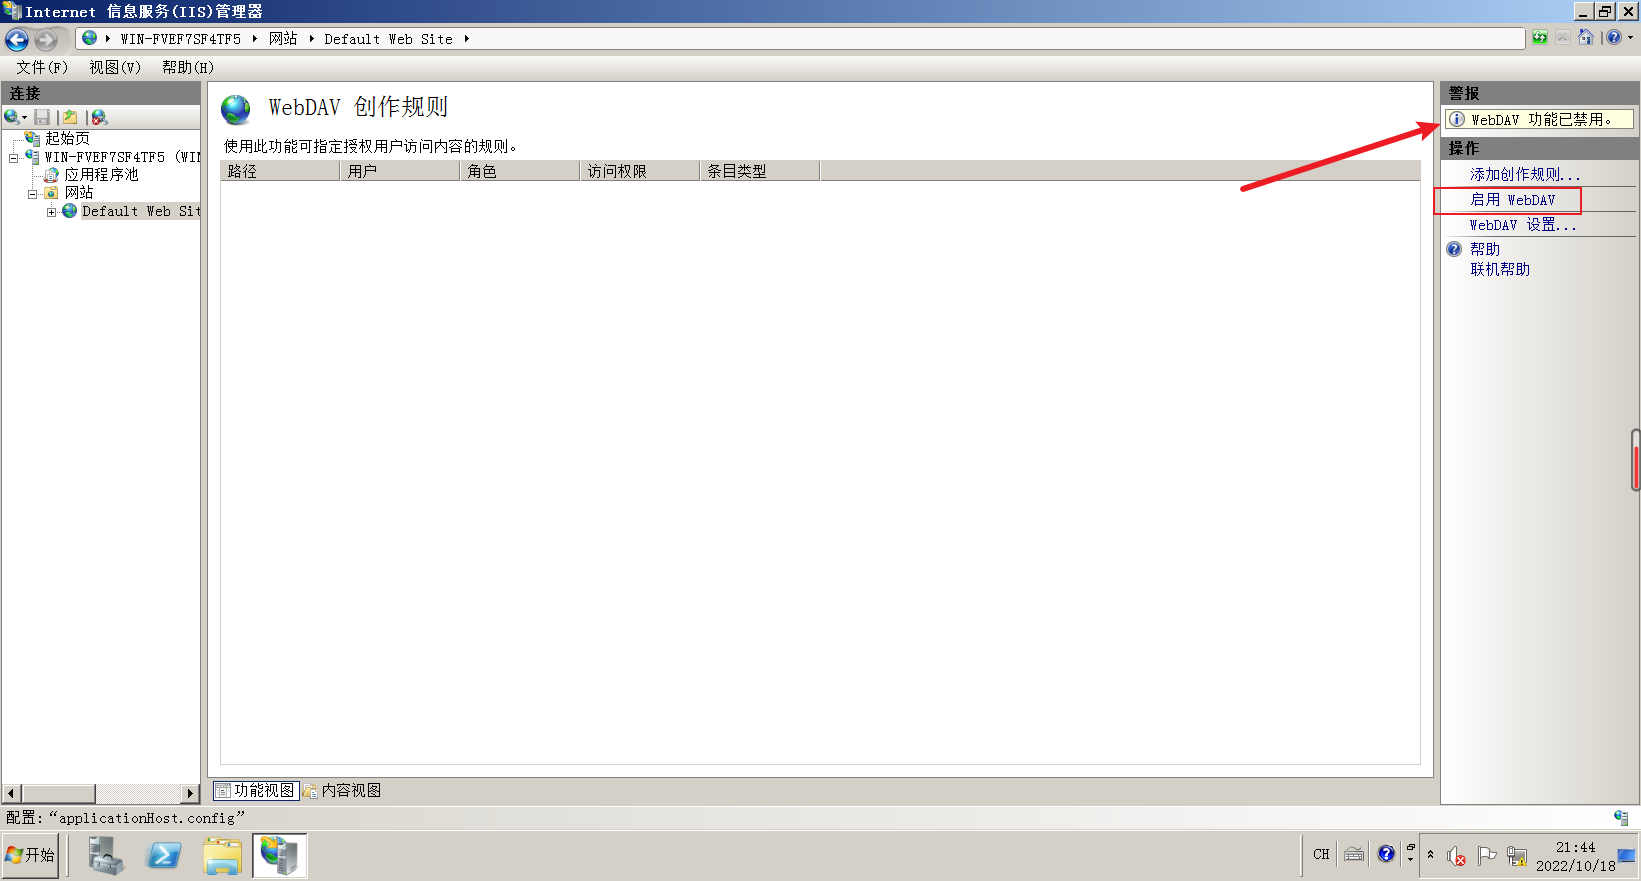 Internet 信息服务(IIS)管理器
WIN-FVEF7SF4TF5 网站 Default Web Site
文件(F) 视图(V) 帮助(H)
连接
起始页
WIN-FVEF7SF4TF5 (WIN
应用程序池
网站
Default Web Sit
WebDAV 创作规则
使用此功能可指定授权用户访问内容的规则。
路径 用户 角色 访问权限 条目类型
警报
WebDAV 功能已禁用。
操作
添加创作规则...
启用 WebDAV
WebDAV 设置...
帮助
联机帮助
功能视图 内容视图
配置:“applicationHost.config”
开始
CH
21:44
2022/10/18